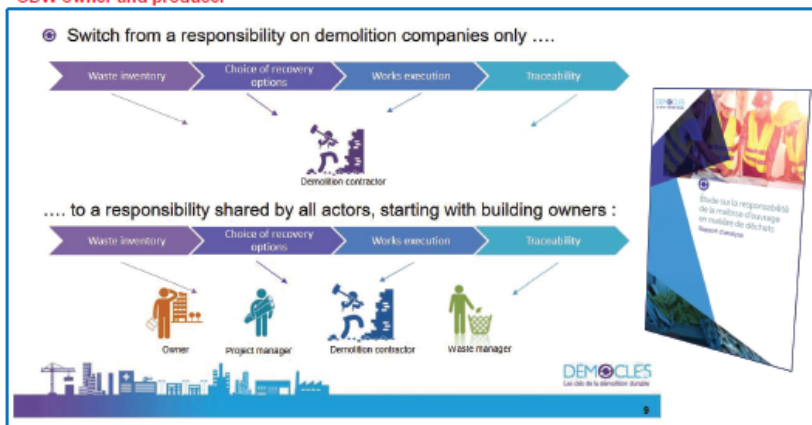 CDW owner and producer
Switch from a responsibility on demolition companies only ….
Waste inventory
Choice of recovery options
Works execution
Traceability
Demolition contractor
…. to a responsibility shared by all actors, starting with building owners :
Waste inventory
Choice of recovery options
Works execution
Traceability
Owner
Project manager
Demolition contractor
Waste manager
DEMOCLES
Les clés de la démolition durable
9
DEMOCLES
Étude sur la responsabilité
de la maîtrise d'ouvrage
en matière de déchets
Rapport d'analyse